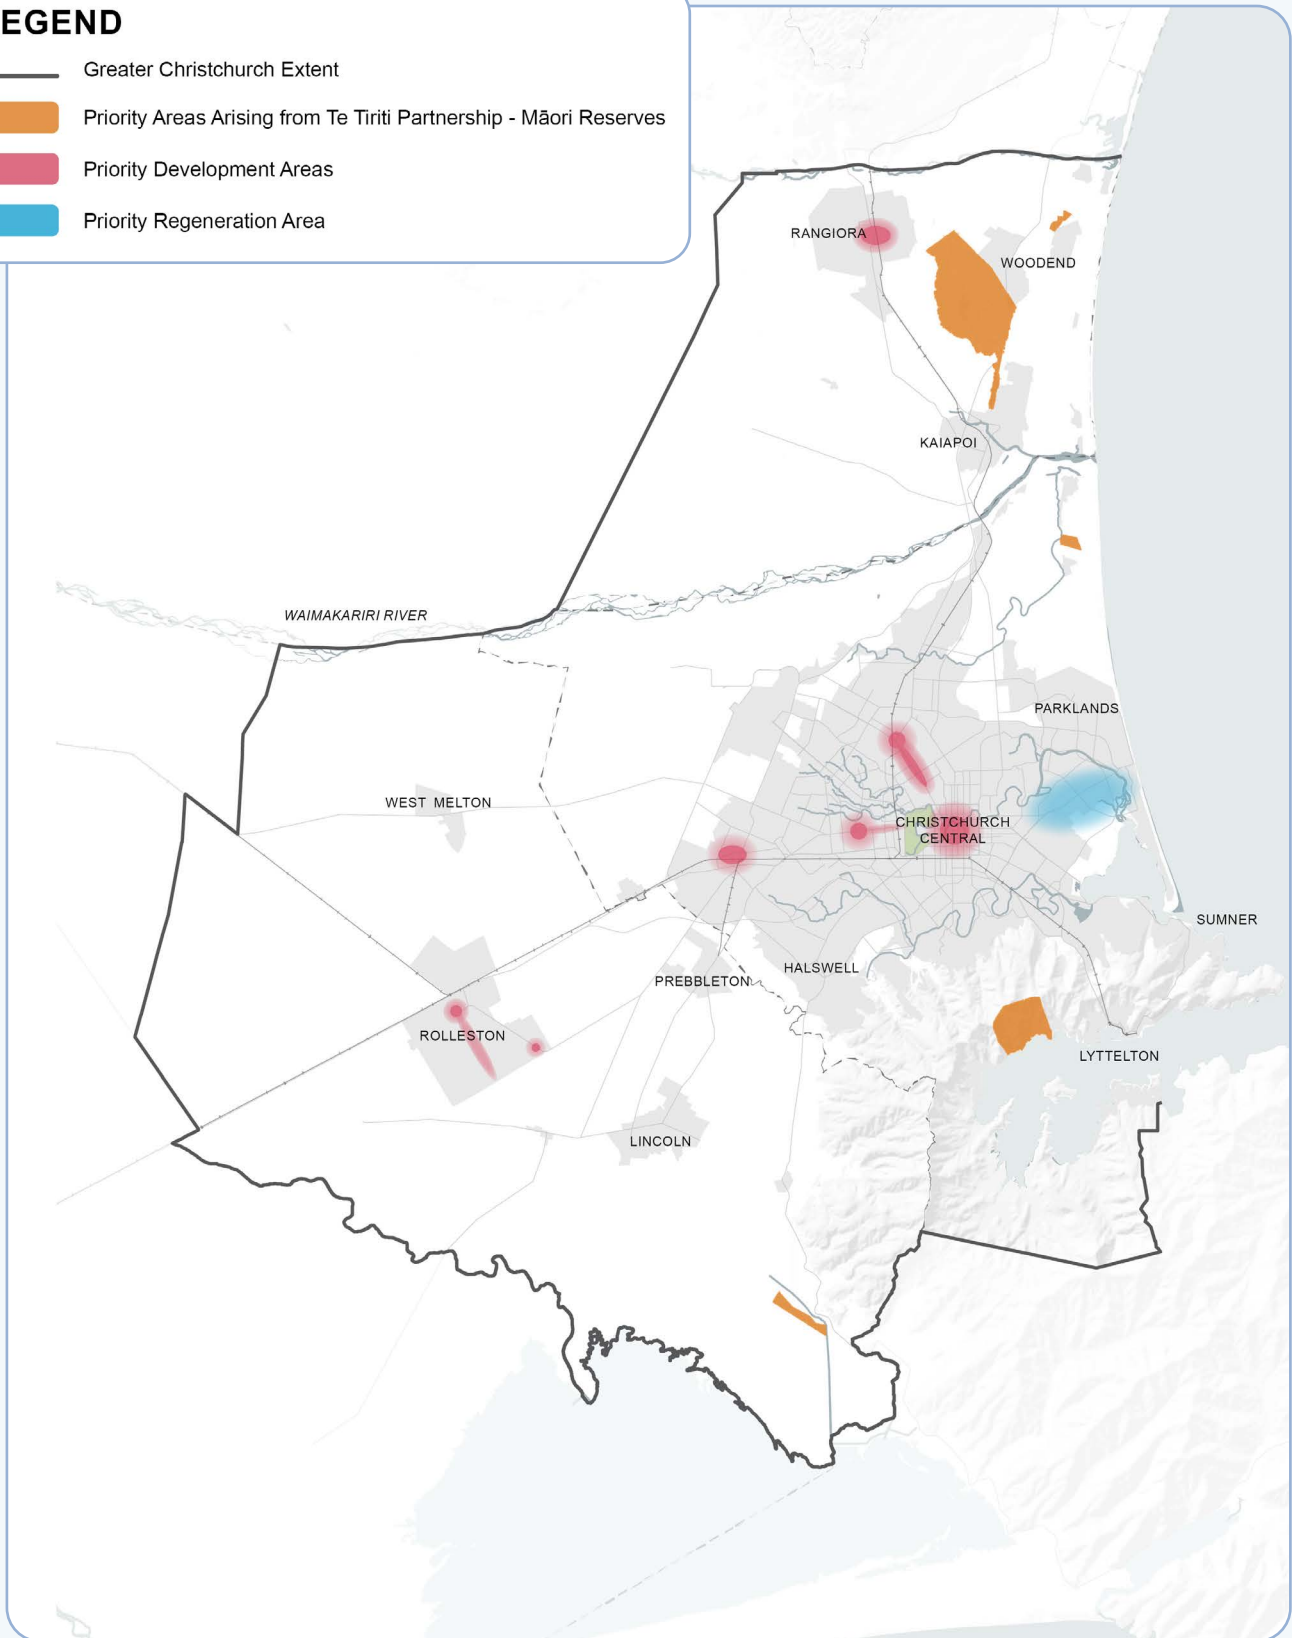 EGEND
Greater Christchurch Extent
Priority Areas Arising from Te Tiriti Partnership - Māori Reserves
Priority Development Areas
Priority Regeneration Area
RANGIORA
WOODEND
KAIAPOI
WAIMAKARIRI RIVER
PARKLANDS
WEST MELTON
CHRISTCHURCH
CENTRAL
SUMNER
HALSWELL
PREBBLETON
ROLLESTON
LYTTELTON
LINCOLN